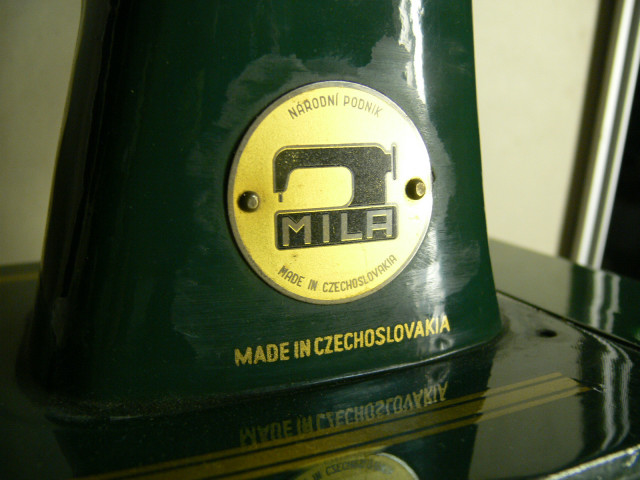 NÁRODNÍ PODNIK
MILA
MADE IN CZECHOSLOVAKIA
MADE IN CZECHOSLOVAKIA